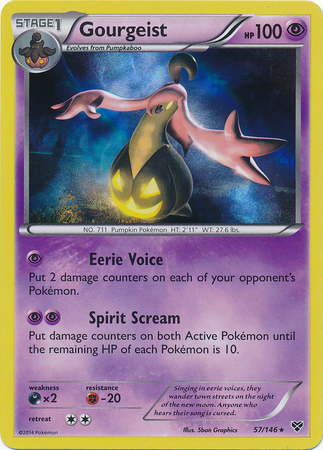 STAGE1
Gourgeist
HP100
Evolves from Pumpkaboo
NO. 711 Pumpkin Pokémon HT: 2'11" WT: 27.6 lbs.
Eerie Voice
Put 2 damage counters on each of your opponent's
Pokémon.
Spirit Scream
Put damage counters on both Active Pokémon until
the remaining HP of each Pokémon is 10.
weakness
×2
resistance
-20
retreat
Singing in eerie voices, they
wander town streets on the night
of the new moon. Anyone who
hears their song is cursed.
©2014 Pokémon
Illus. 5ban Graphics
57/146★
XY